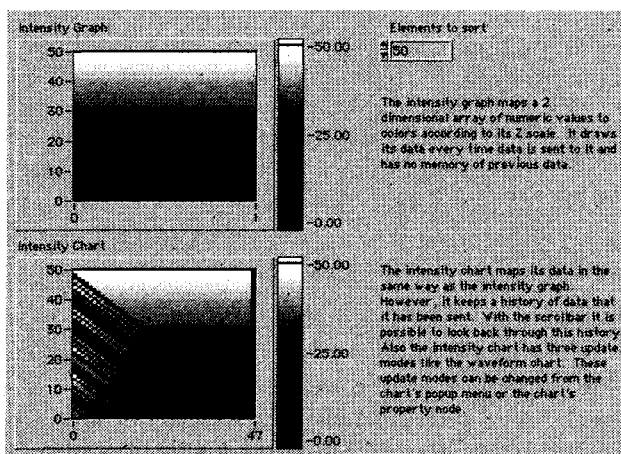 Intensity Graph
50
40
30
20
10
0
0
1
50.00
25.00
0.00
Elements to sort
50
The intensity graph maps a 2
dimensional array of numeric values to
colors according to its Z scale. It draws
its data every time data is sent to it and
has no memory of previous data.
Intensity Chart
50
40
30
20
10
0
0
47
50.00
25.00
0.00
The intensity chart maps its data in the
same way as the intensity graph.
However, it keeps a history of data that
it has been sent. With the scrollbar it is
possible to look back through this history
Also the intensity chart has three update
modes like the waveform chart. These
update modes can be changed from the
chart's popup menu or the chart's
property node.